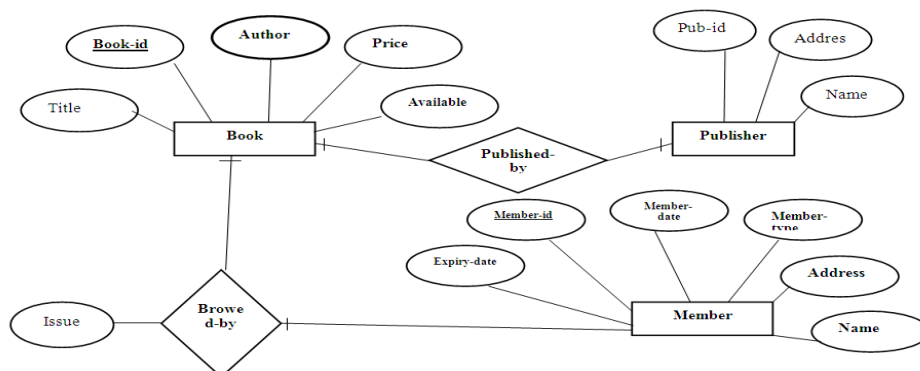 Pub-id
Author
Book-id
Price
Addres
Title
Available
Name
Book
Publisher
Published-
by
Member-id
Member-
date
Member-
type
Expiry-date
Address
Browe
d-by
Issue
Member
Name